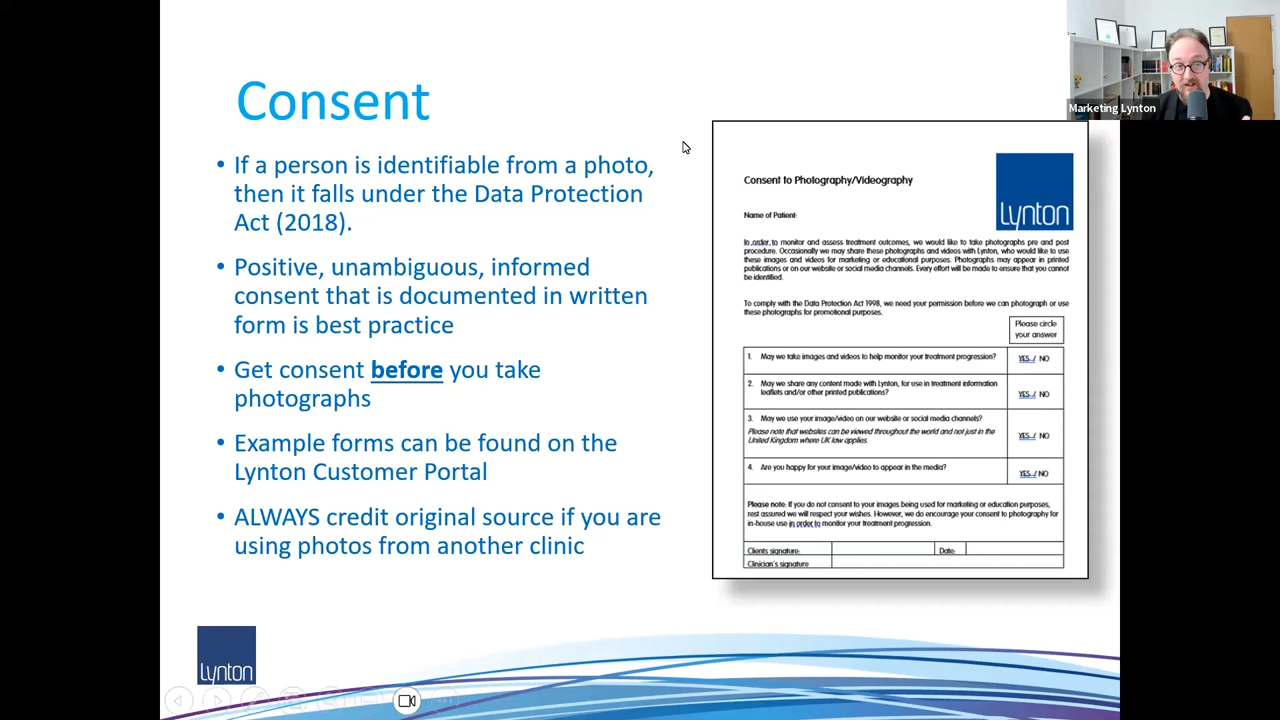 Consent
• If a person is identifiable from a photo,
then it falls under the Data Protection
Act (2018).
• Positive, unambiguous, informed
consent that is documented in written
form is best practice
• Get consent before you take
photographs
• Example forms can be found on the
Lynton Customer Portal
• ALWAYS credit original source if you are
using photos from another clinic
Lynton
Marketing Lynton
Consent to Photography/Videography
Lynton
Name of Patient:
In order to monitor and assess treatment outcomes, we would like to take photographs pre and post
procedure. Occasionally we may share these photographs and videos with Lynton, who would like to use
these images and videos for marketing or educational purposes. Photographs may appear in printed
publications or on our website or social media channels. Every effort will be made to ensure that you cannot
be identified.
To comply with the Data Protection Act 1998, we need your permission before we can photograph or use
these photographs for promotional purposes.
Please circle
your answer
1. May we take images and videos to help monitor your treatment progression? YES / NO
2. May we share any content made with Lynton, for use in treatment information
leaflets and/or other printed publications? YES / NO
3. May we use your image/video on our website or social media channels?
Please note that websites can be viewed throughout the world and not just in the
United Kingdom where UK law applies. YES / NO
4. Are you happy for your image/video to appear in the media? YES / NO
Please note: If you do not consent to your images being used for marketing or education purposes,
rest assured we will respect your wishes. However, we do encourage your consent to photography for
in-house use in order to monitor your treatment progression.
Clients signature: Date:
Clinician's signature